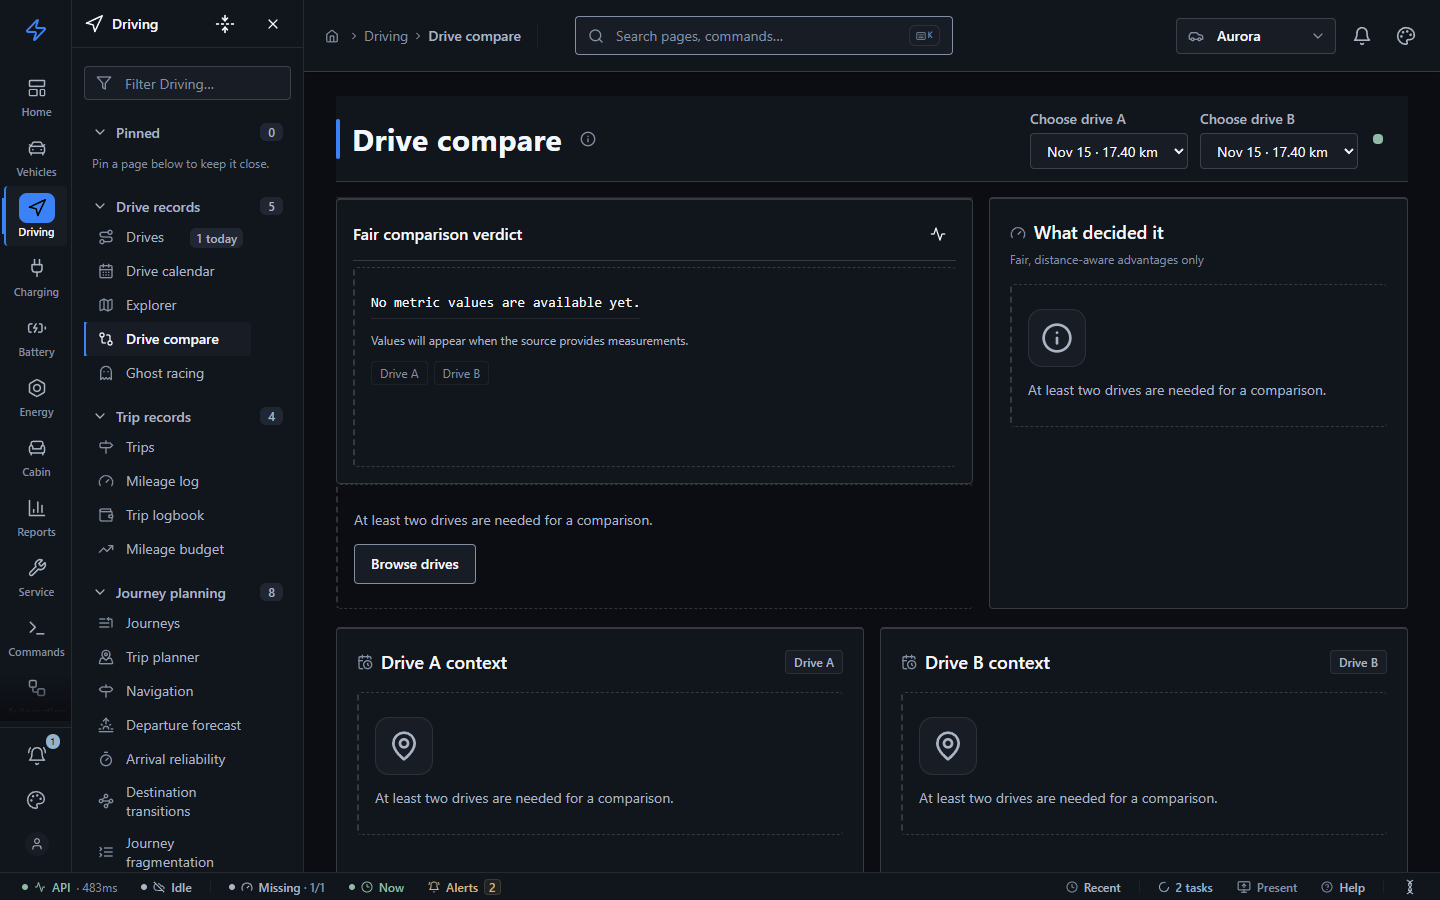 Home
Vehicles
Driving
Charging
Battery
Energy
Cabin
Reports
Service
Commands
1
Driving
Filter Driving...
Pinned 0
Pin a page below to keep it close.
Drive records 5
Drives 1 today
Drive calendar
Explorer
Drive compare
Ghost racing
Trip records 4
Trips
Mileage log
Trip logbook
Mileage budget
Journey planning 8
Journeys
Trip planner
Navigation
Departure forecast
Arrival reliability
Destination
transitions
Journey
fragmentation
Driving Drive compare
Search pages, commands... K
Aurora
Drive compare
Choose drive A
Nov 15 · 17.40 km
Choose drive B
Nov 15 · 17.40 km
Fair comparison verdict
No metric values are available yet.
Values will appear when the source provides measurements.
Drive A Drive B
At least two drives are needed for a comparison.
Browse drives
What decided it
Fair, distance-aware advantages only
At least two drives are needed for a comparison.
Drive A context Drive A
At least two drives are needed for a comparison.
Drive B context Drive B
At least two drives are needed for a comparison.
API · 483ms Idle Missing · 1/1 Now Alerts 2 Recent 2 tasks Present Help